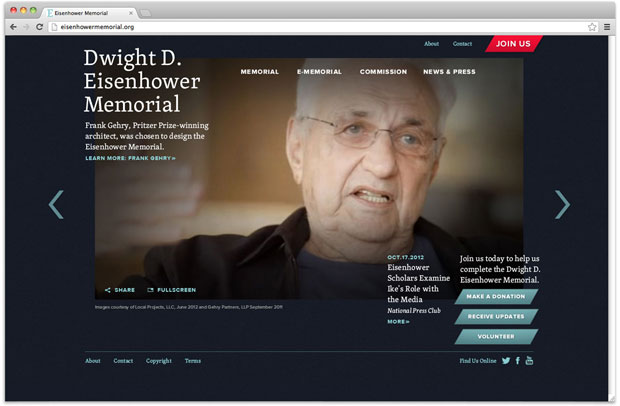 Eisenhower Memorial
eisenhowermemorial.org
About Contact JOIN US
Dwight D.
Eisenhower
Memorial
MEMORIAL E-MEMORIAL COMMISSION NEWS & PRESS
Frank Gehry, Pritzer Prize-winning
architect, was chosen to design the
Eisenhower Memorial.
LEARN MORE: FRANK GEHRY»
SHARE FULLSCREEN
Images courtesy of Local Projects, LLC, June 2012 and Gehry Partners, LLP September 2011
OCT.17.2012
Eisenhower
Scholars Examine
Ike's Role with
the Media
National Press Club
MORE»
Join us today to help us
complete the Dwight D.
Eisenhower Memorial.
MAKE A DONATION
RECEIVE UPDATES
VOLUNTEER
About Contact Copyright Terms
Find Us Online